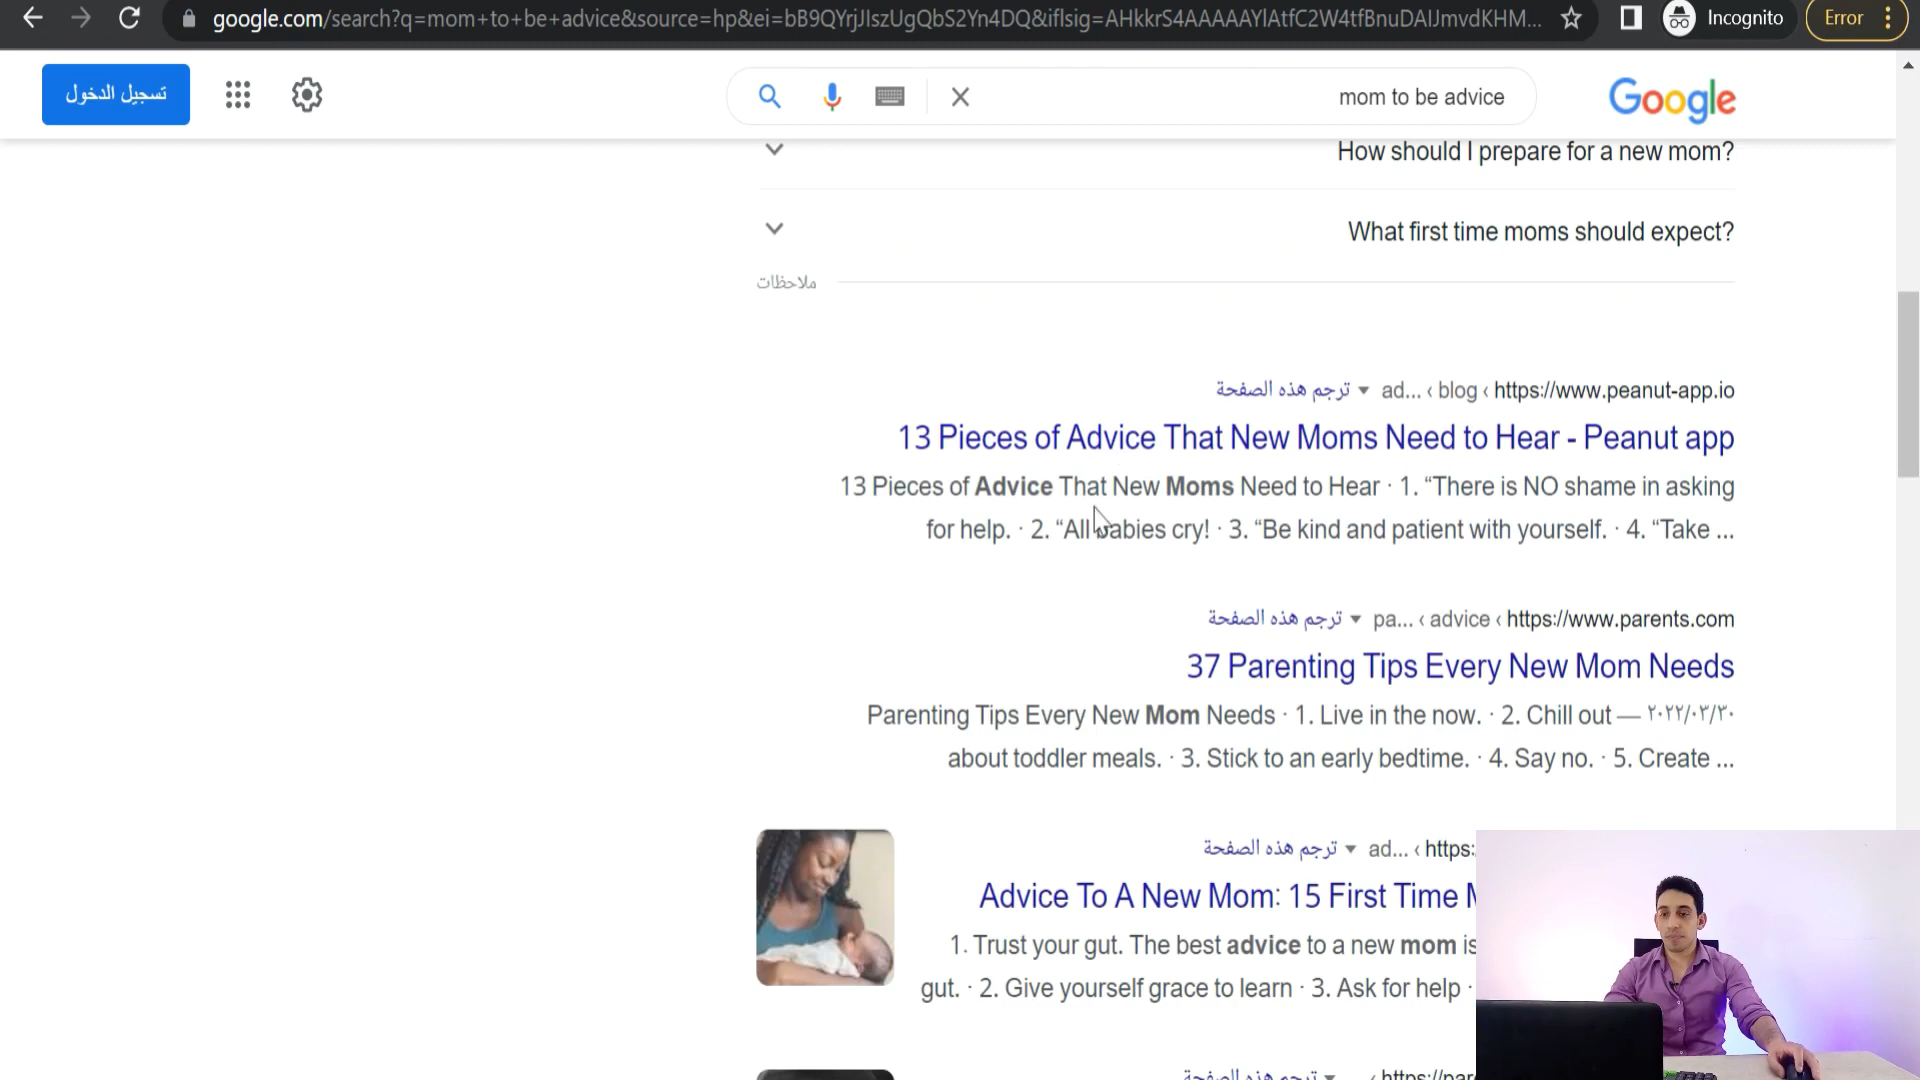 google.com/search?q=mom+to+be+advice&source=hp&ei=bB9QYrjJIszUgQbS2Yn4DQ&iflsig=AHkkrS4AAAAAYlAtfC2W4tfBnuDAIJmvdKHM...
Incognito
Error
تسجيل الدخول
mom to be advice
Google
How should I prepare for a new mom?
What first time moms should expect?
ملاحظات
https://www.peanut-app.io › blog › ad... ترجم هذه الصفحة
13 Pieces of Advice That New Moms Need to Hear - Peanut app
13 Pieces of Advice That New Moms Need to Hear · 1. “There is NO shame in asking
for help. · 2. “All babies cry! · 3. “Be kind and patient with yourself. · 4. “Take ...
https://www.parents.com › advice › pa... ترجم هذه الصفحة
37 Parenting Tips Every New Mom Needs
٢٠٢٢/٠٣/٣٠ — Parenting Tips Every New Mom Needs · 1. Live in the now. · 2. Chill out
about toddler meals. · 3. Stick to an early bedtime. · 4. Say no. · 5. Create ...
https: › ad... ترجم هذه الصفحة
Advice To A New Mom: 15 First Time
1. Trust your gut. The best advice to a new mom is
gut. · 2. Give yourself grace to learn · 3. Ask for help ·
https://par ترجم هذه الصفحة